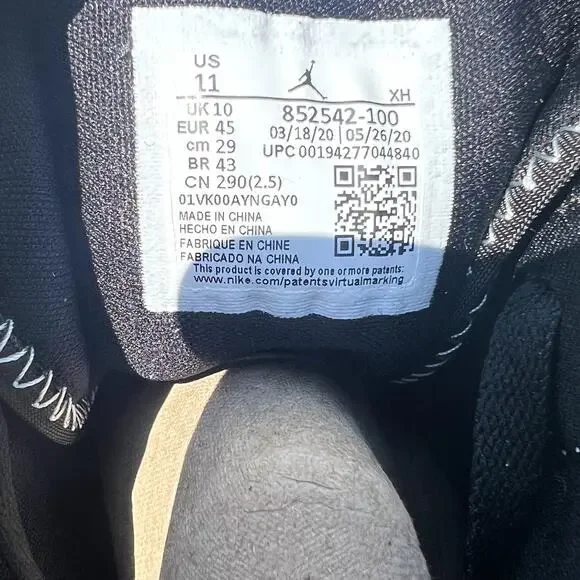 US
11
XH
UK 10
852542-100
EUR 45
03/18/20 | 05/26/20
cm 29
UPC 00194277044840
BR 43
CN 290(2.5)
01VK00AYNGAY0
MADE IN CHINA
HECHO EN CHINA
FABRIQUE EN CHINE
FABRICADO NA CHINA
This product is covered by one or more patents:
www.nike.com/patentsvirtualmarking